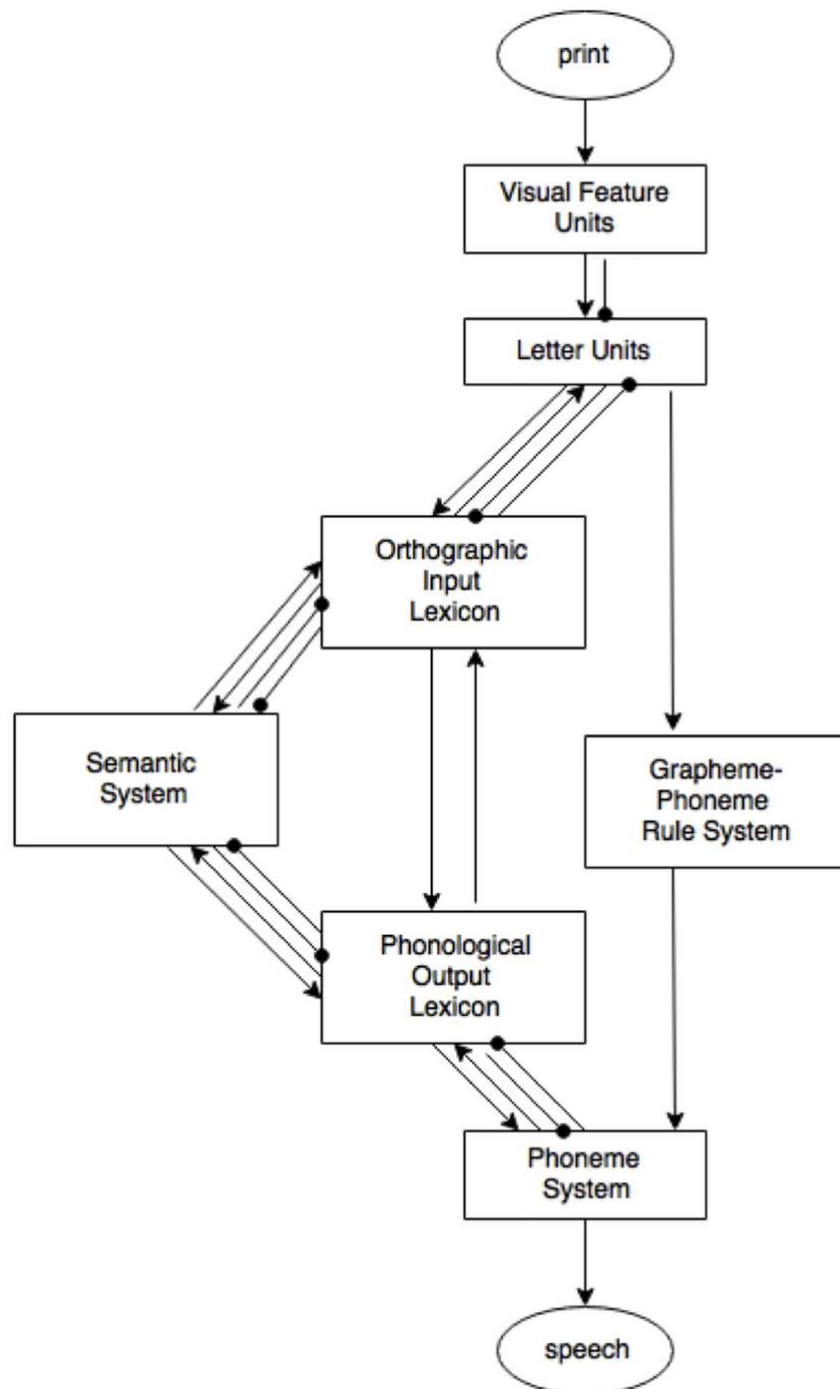 print
Visual Feature
Units
Letter Units
Orthographic
Input
Lexicon
Semantic
System
Grapheme-
Phoneme
Rule System
Phonological
Output
Lexicon
Phoneme
System
speech